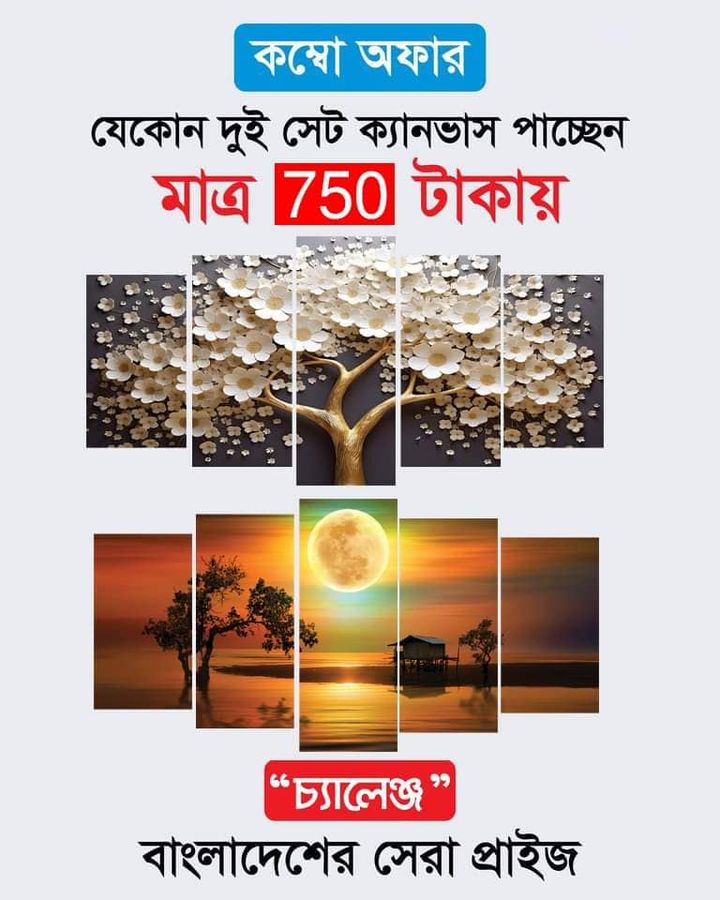 কম্বো অফার
যেকোন দুই সেট ক্যানভাস পাচ্ছেন
মাত্র 750 টাকায়
“চ্যালেঞ্জ”
বাংলাদেশের সেরা প্রাইজ